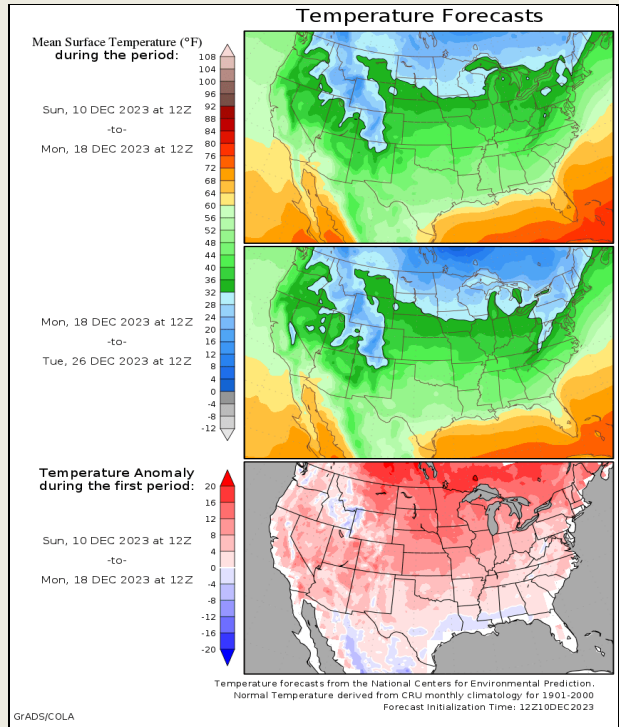 Temperature Forecasts
Mean Surface Temperature (°F)
during the period:
108
104
100
96
92
88
84
80
76
72
68
64
60
56
52
48
44
40
36
32
28
24
20
16
12
8
4
0
-4
-8
-12
Sun, 10 DEC 2023 at 12Z
-to-
Mon, 18 DEC 2023 at 12Z
Mon, 18 DEC 2023 at 12Z
-to-
Tue, 26 DEC 2023 at 12Z
Temperature Anomaly
during the first period:
20
16
12
8
4
0
-4
-8
-12
-16
-20
Sun, 10 DEC 2023 at 12Z
-to-
Mon, 18 DEC 2023 at 12Z
Temperature forecasts from the National Centers for Environmental Prediction.
Normal Temperature derived from CRU monthly climatology for 1901-2000
Forecast Initialization Time: 12Z10DEC2023
GrADS/COLA